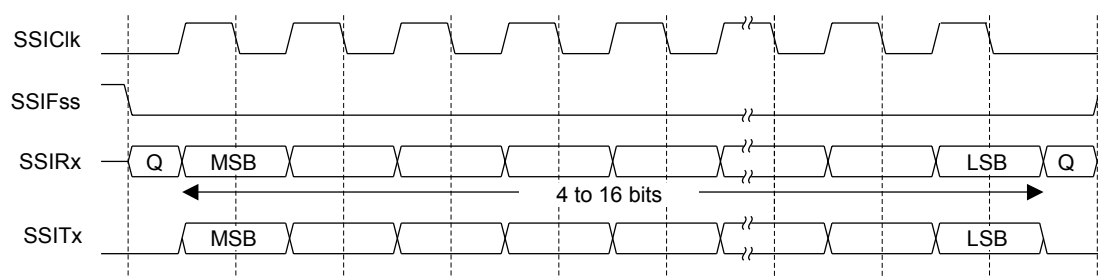 SSIClk
SSIFss
SSIRx Q MSB LSB Q
4 to 16 bits
SSITx MSB LSB